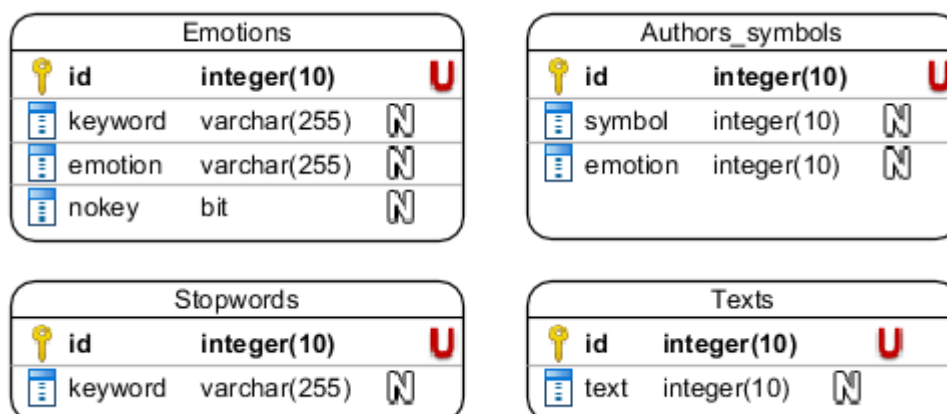 Emotions
id integer(10) U
keyword varchar(255) N
emotion varchar(255) N
nokey bit N
Authors_symbols
id integer(10) U
symbol integer(10) N
emotion integer(10) N
Stopwords
id integer(10) U
keyword varchar(255) N
Texts
id integer(10) U
text integer(10) N